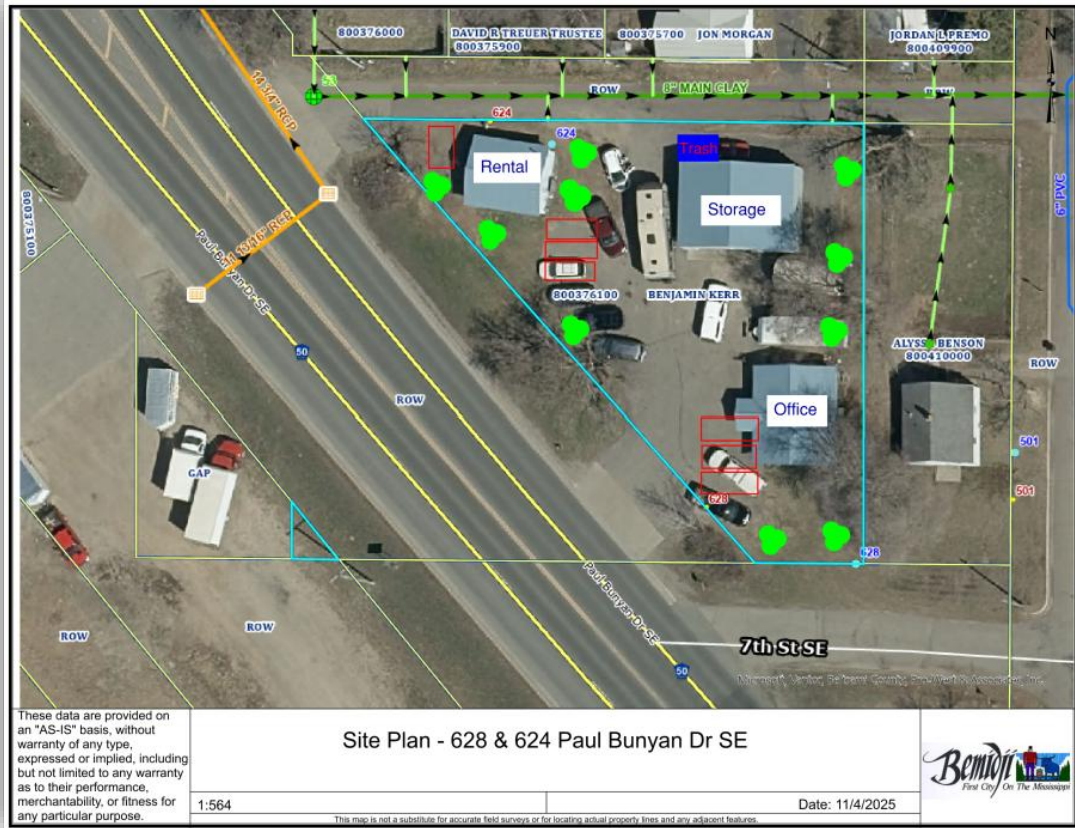 800376000
DAVID R TREUER TRUSTEE
800375900
800375700
JON MORGAN
JORDAN L PREMO
800409900
N
53
ROW
8" MAIN CLAY
14 3/4" RCP
624
624
Trash
Rental
Storage
800375100
6" PVC
Paul Bunyan Dr SE
800376100
BENJAMIN KERR
50
ALYSSA BENSON
800410000
ROW
ROW
Office
GAP
501
501
628
628
Paul Bunyan Dr SE
ROW
ROW
7th St SE
50
These data are provided on
an "AS-IS" basis, without
warranty of any type,
expressed or implied, including
but not limited to any warranty
as to their performance,
merchantability, or fitness for
any particular purpose.
Site Plan - 628 & 624 Paul Bunyan Dr SE
1:564
Date: 11/4/2025
This map is not a substitute for accurate field surveys or for locating actual property lines and any adjacent features.
Bemidji
First City On The Mississippi